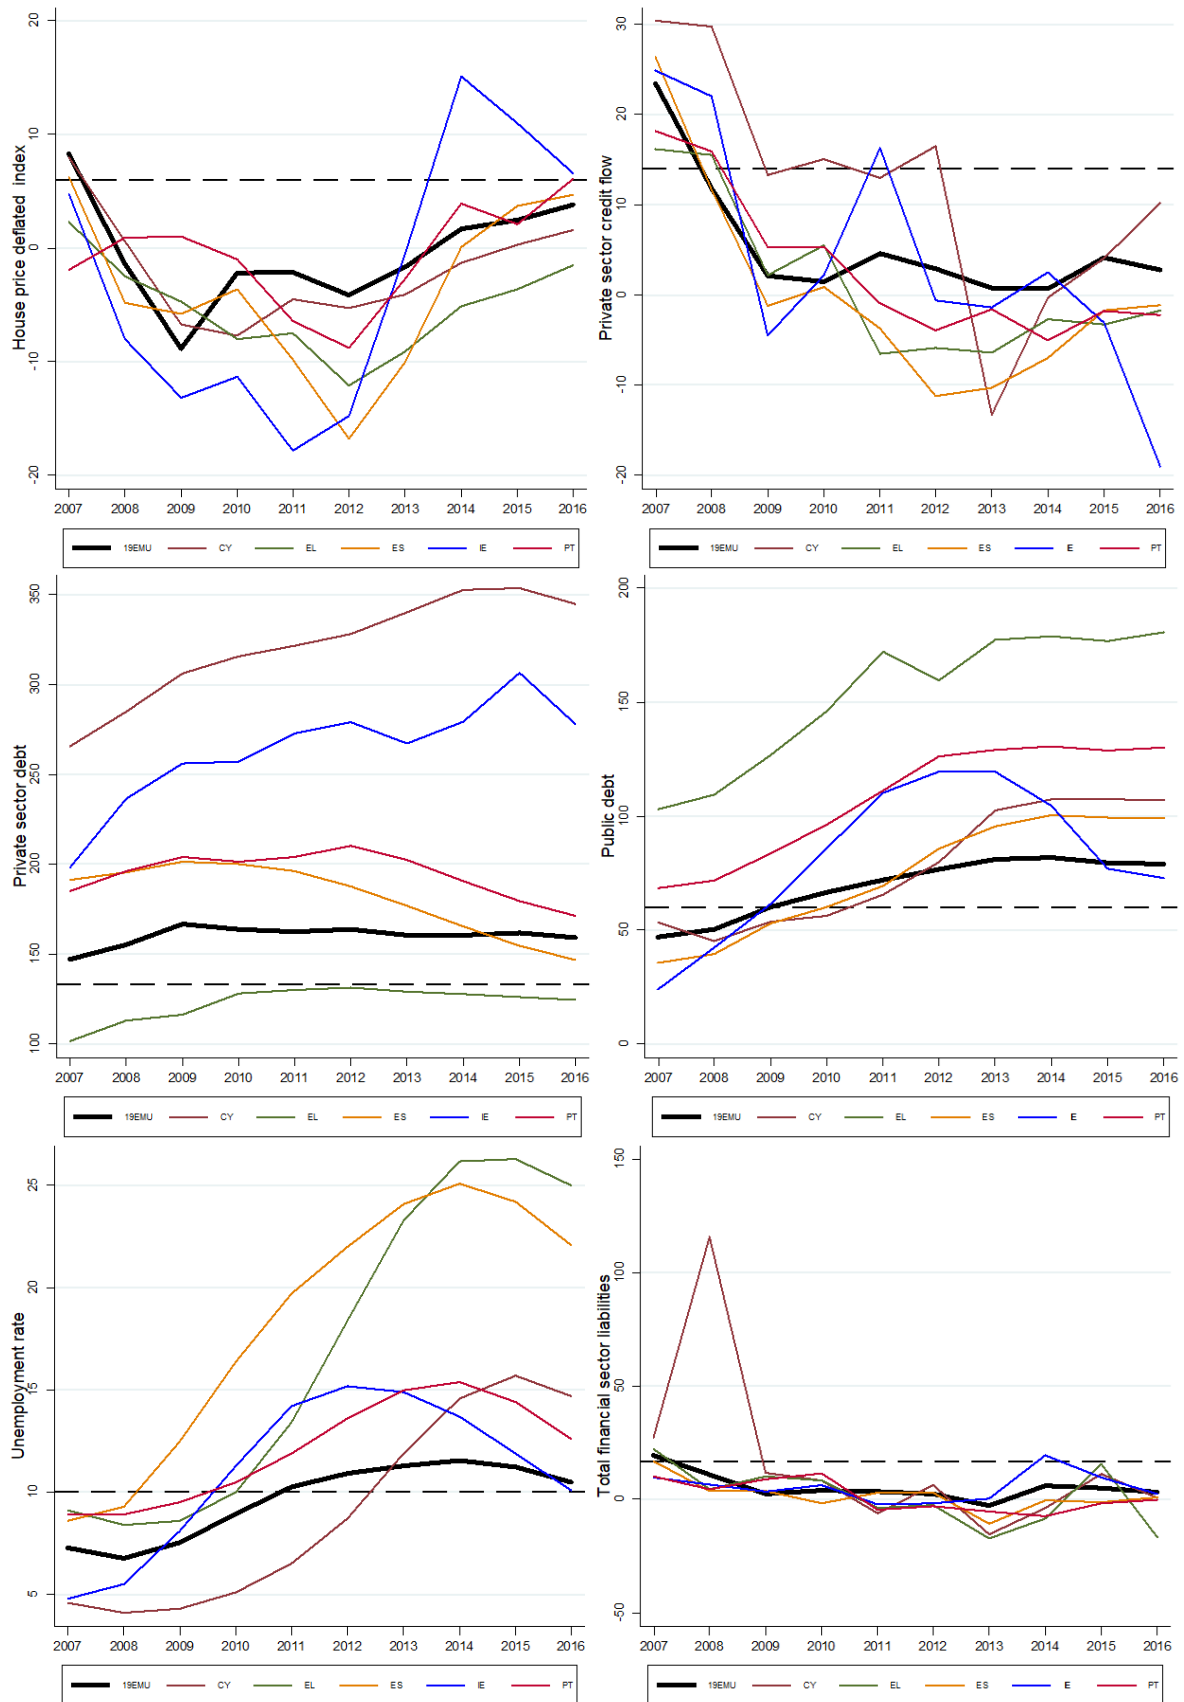 House price deflated index
20
10
0
-10
-20
2007 2008 2009 2010 2011 2012 2013 2014 2015 2016
19EMU CY EL ES IE PT
Private sector credit flow
30
20
10
0
-10
-20
2007 2008 2009 2010 2011 2012 2013 2014 2015 2016
19EMU CY EL ES E PT
Private sector debt
350
300
250
200
150
100
2007 2008 2009 2010 2011 2012 2013 2014 2015 2016
19EMU CY EL ES IE PT
Public debt
200
150
100
50
0
2007 2008 2009 2010 2011 2012 2013 2014 2015 2016
19EMU CY EL ES E PT
Unemployment rate
25
20
15
10
5
2007 2008 2009 2010 2011 2012 2013 2014 2015 2016
19EMU CY EL ES IE PT
Total financial sector liabilities
150
100
50
0
-50
2007 2008 2009 2010 2011 2012 2013 2014 2015 2016
19EMU CY EL ES E PT